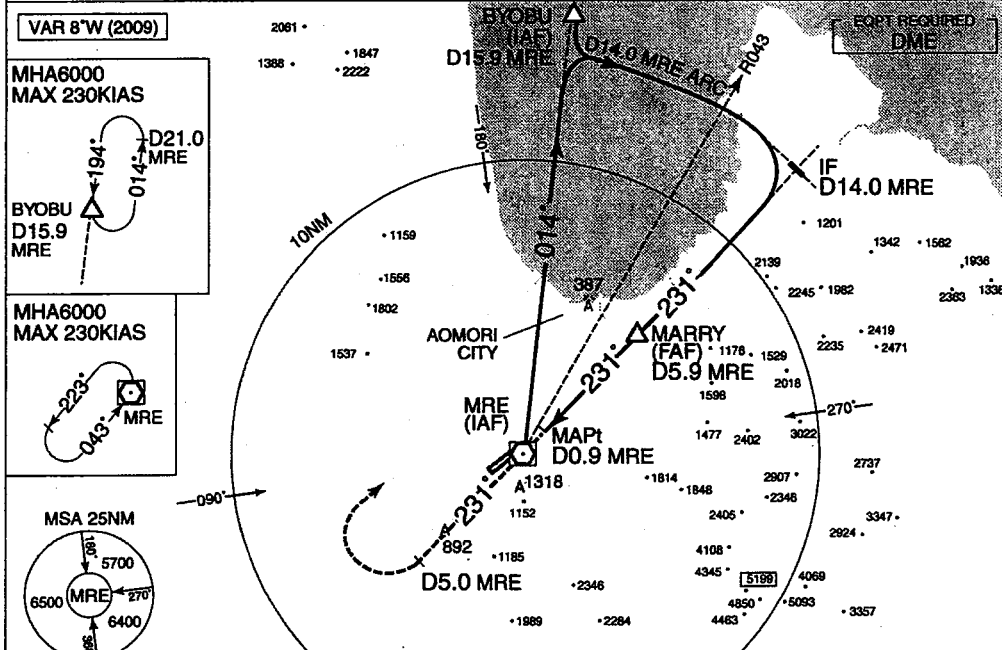 VAR 8°W (2009)
MHA6000
MAX 230KIAS
194°
014°
D21.0
MRE
BYOBU
D15.9
MRE
MHA6000
MAX 230KIAS
223°
043°
MRE
MSA 25NM
180°
5700
6500
MRE
270°
6400
2061
1847
1388
2222
BYOBU
(IAF)
D15.9 MRE
D14.0 MRE ARC
R043
EQPT REQUIRED
DME
180°
IF
D14.0 MRE
10NM
014°
1159
1556
1802
1537
387
AOMORI
CITY
231°
231°
MARRY
(FAF)
D5.9 MRE
MRE
(IAF)
MAPt
D0.9 MRE
1318
1152
231°
892
D5.0 MRE
1185
2346
1989
2284
090°
270°
1201
1342
1562
1936
2139
2245
1982
2363
1336
2419
2235
2471
1176
1529
2018
1598
1477
2402
3022
1814
1848
2907
2346
2737
2405
3347
2924
4108
4345
5199
4069
4850
5093
4463
3357